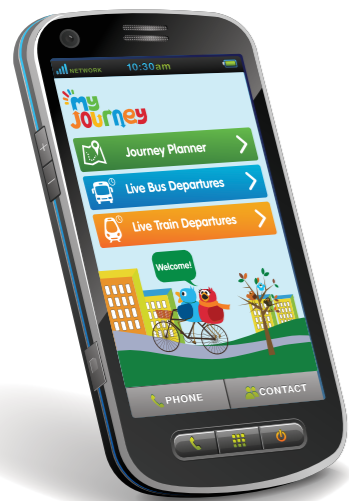 NETWORK 10:30am
my
journey
Journey Planner
Live Bus Departures
Live Train Departures
Welcome!
PHONE CONTACT